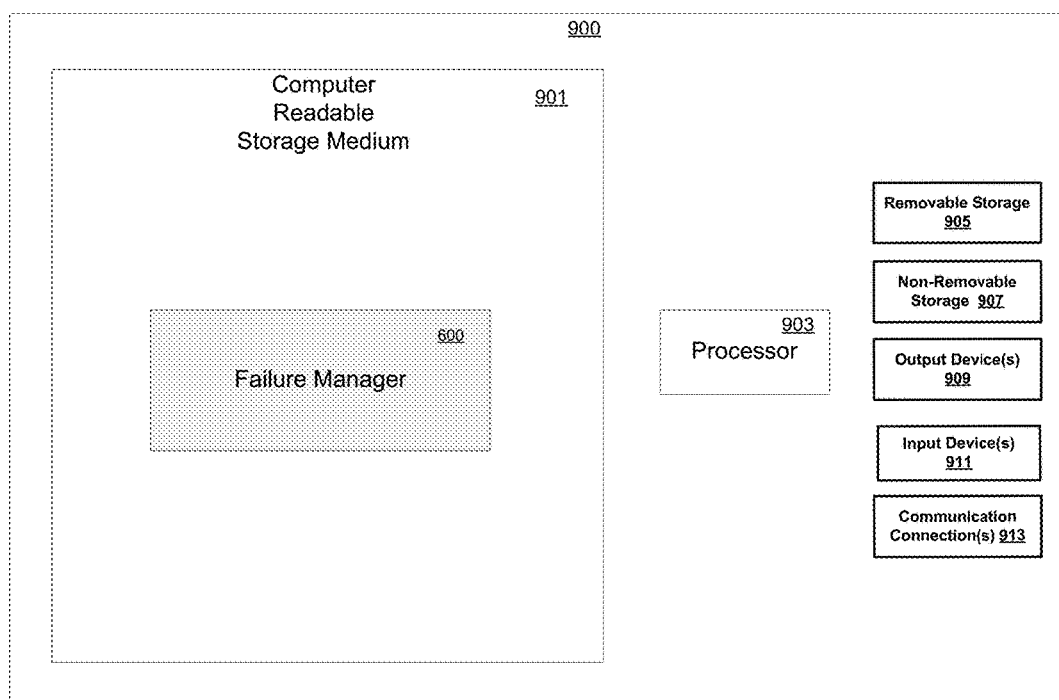 900
Computer
Readable
Storage Medium
901
600
Failure Manager
903
Processor
Removable Storage
905
Non-Removable
Storage 907
Output Device(s)
909
Input Device(s)
911
Communication
Connection(s) 913